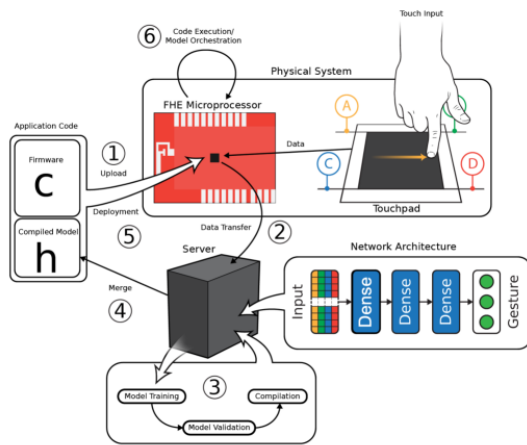 6
Code Execution/
Model Orchestration
Touch Input
Physical System
FHE Microprocessor
A
C
D
Data
Touchpad
Application Code
Firmware
C
Compiled Model
h
1
Upload
Deployment
5
Data Transfer
2
Server
Merge
4
Network Architecture
Input
Dense
Dense
Dense
Gesture
3
Model Training
Compilation
Model Validation